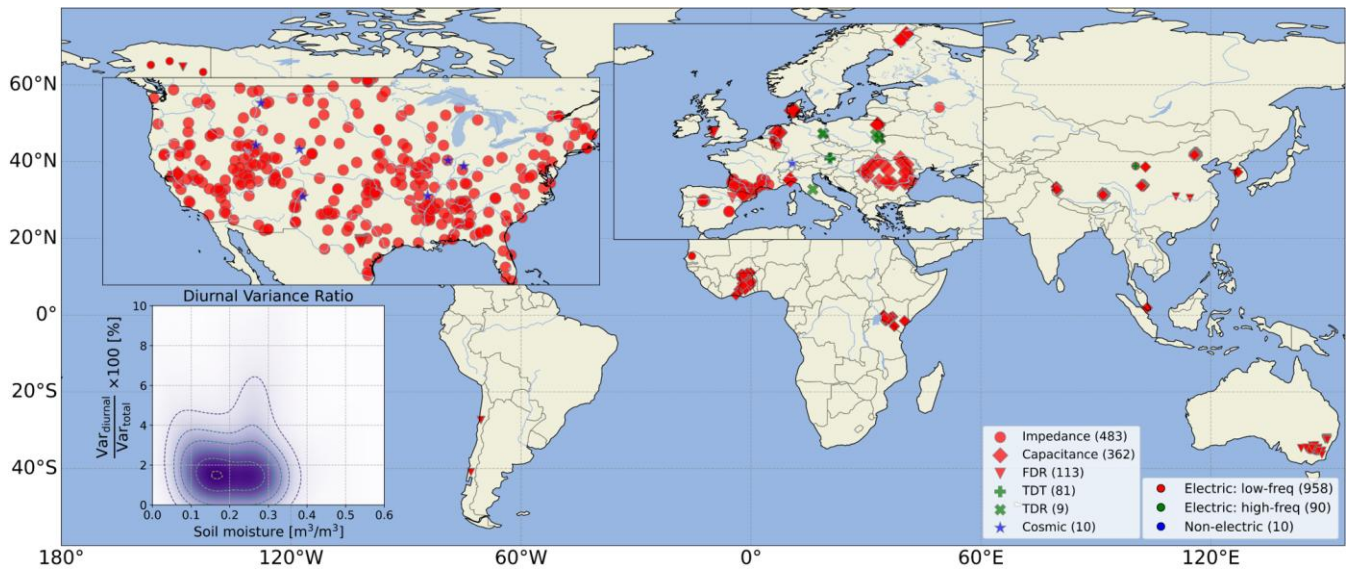 60°N
40°N
20°N
0°
20°S
40°S
180°
120°W
60°W
0°
60°E
120°E
Diurnal Variance Ratio
10
8
6
4
2
0
Var_diurnal
Var_total
×100 [%]
0.0 0.1 0.2 0.3 0.4 0.5 0.6
Soil moisture [m³/m³]
Impedance (483)
Capacitance (362)
FDR (113)
TDT (81)
TDR (9)
Cosmic (10)
Electric: low-freq (958)
Electric: high-freq (90)
Non-electric (10)